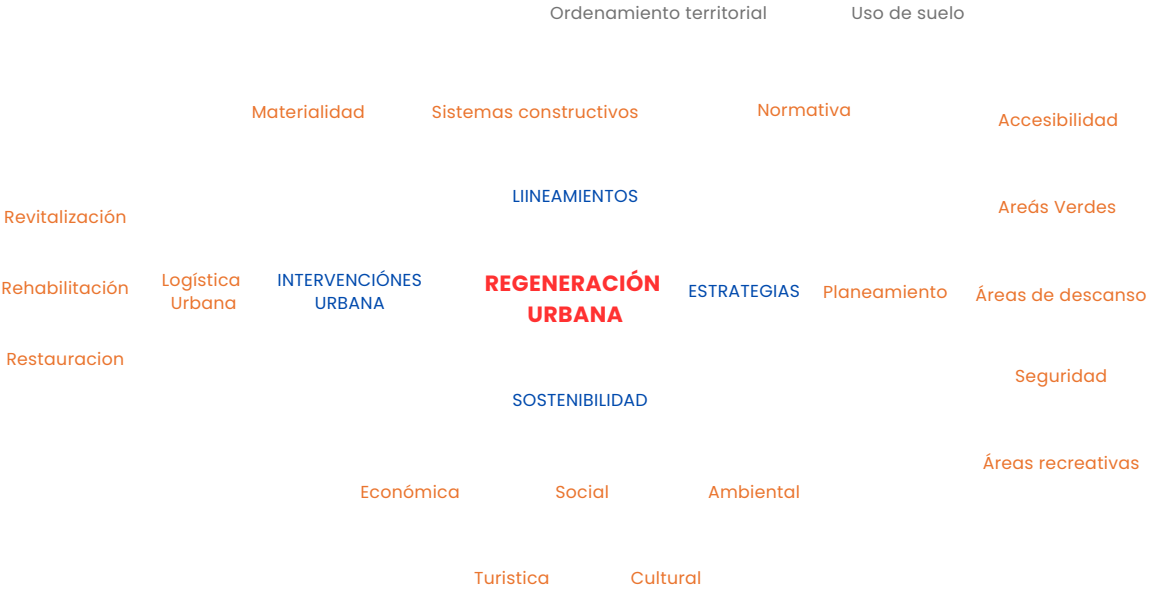 Ordenamiento territorial
Uso de suelo
Materialidad
Sistemas constructivos
Normativa
Accesibilidad
LIINEAMIENTOS
Areás Verdes
Revitalización
Logística
Urbana
INTERVENCIÓNES
URBANA
REGENERACIÓN
URBANA
ESTRATEGIAS
Planeamiento
Áreas de descanso
Rehabilitación
Restauracion
Seguridad
SOSTENIBILIDAD
Áreas recreativas
Económica
Social
Ambiental
Turistica
Cultural